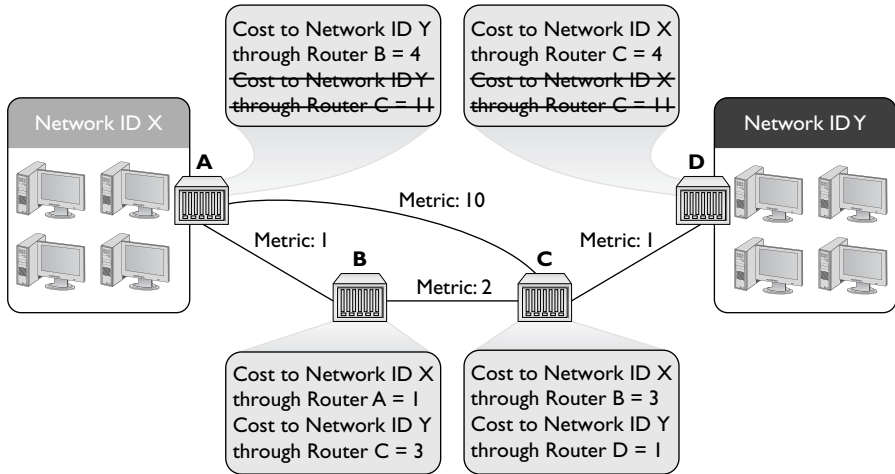 Cost to Network ID Y
through Router B = 4
Cost to Network ID Y
through Router C = 11
Cost to Network ID X
through Router C = 4
Cost to Network ID X
through Router C = 11
Network ID X
Network ID Y
A
D
Metric: 10
Metric: 1
Metric: 1
B
C
Metric: 2
Cost to Network ID X
through Router A = 1
Cost to Network ID Y
through Router C = 3
Cost to Network ID X
through Router B = 3
Cost to Network ID Y
through Router D = 1